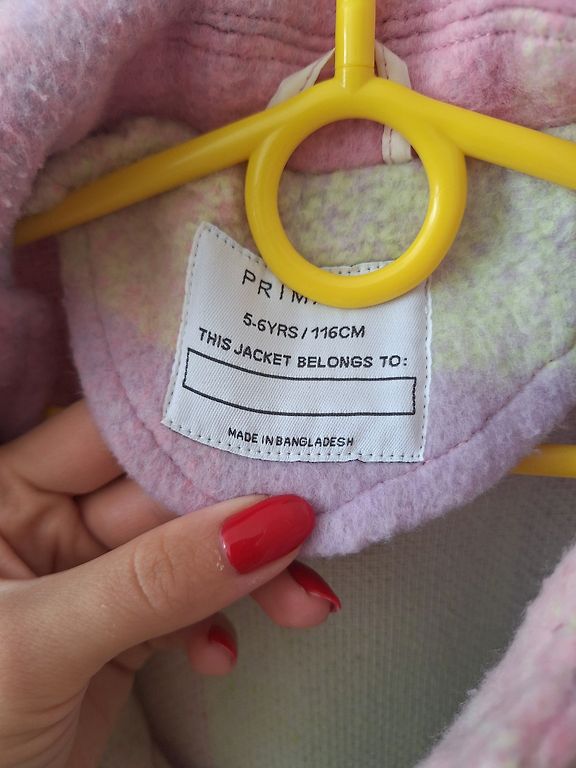 5-6YRS / 116CM
THIS JACKET BELONGS TO:
MADE IN BANGLADESH